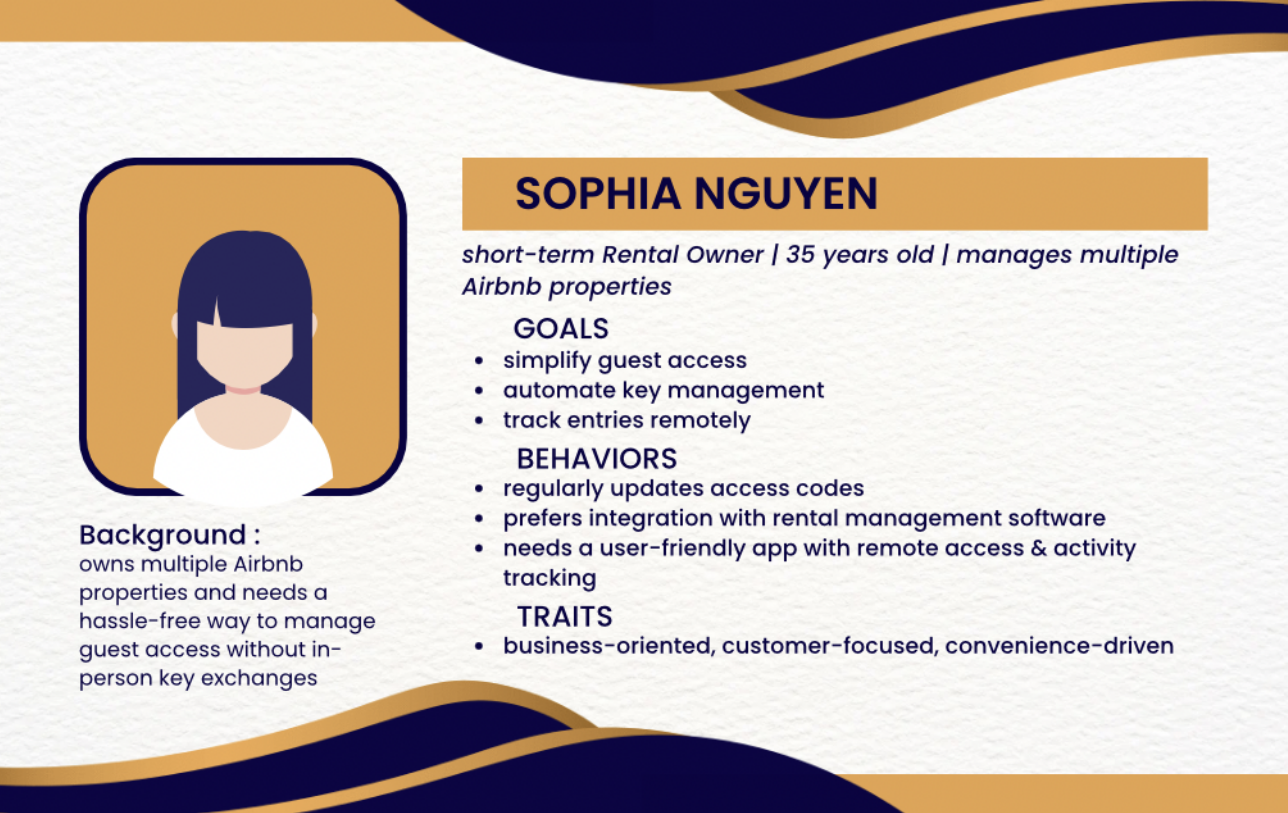 SOPHIA NGUYEN
short-term Rental Owner | 35 years old | manages multiple
Airbnb properties
GOALS
• simplify guest access
• automate key management
• track entries remotely
BEHAVIORS
• regularly updates access codes
• prefers integration with rental management software
• needs a user-friendly app with remote access & activity
tracking
TRAITS
• business-oriented, customer-focused, convenience-driven
Background :
owns multiple Airbnb
properties and needs a
hassle-free way to manage
guest access without in-
person key exchanges